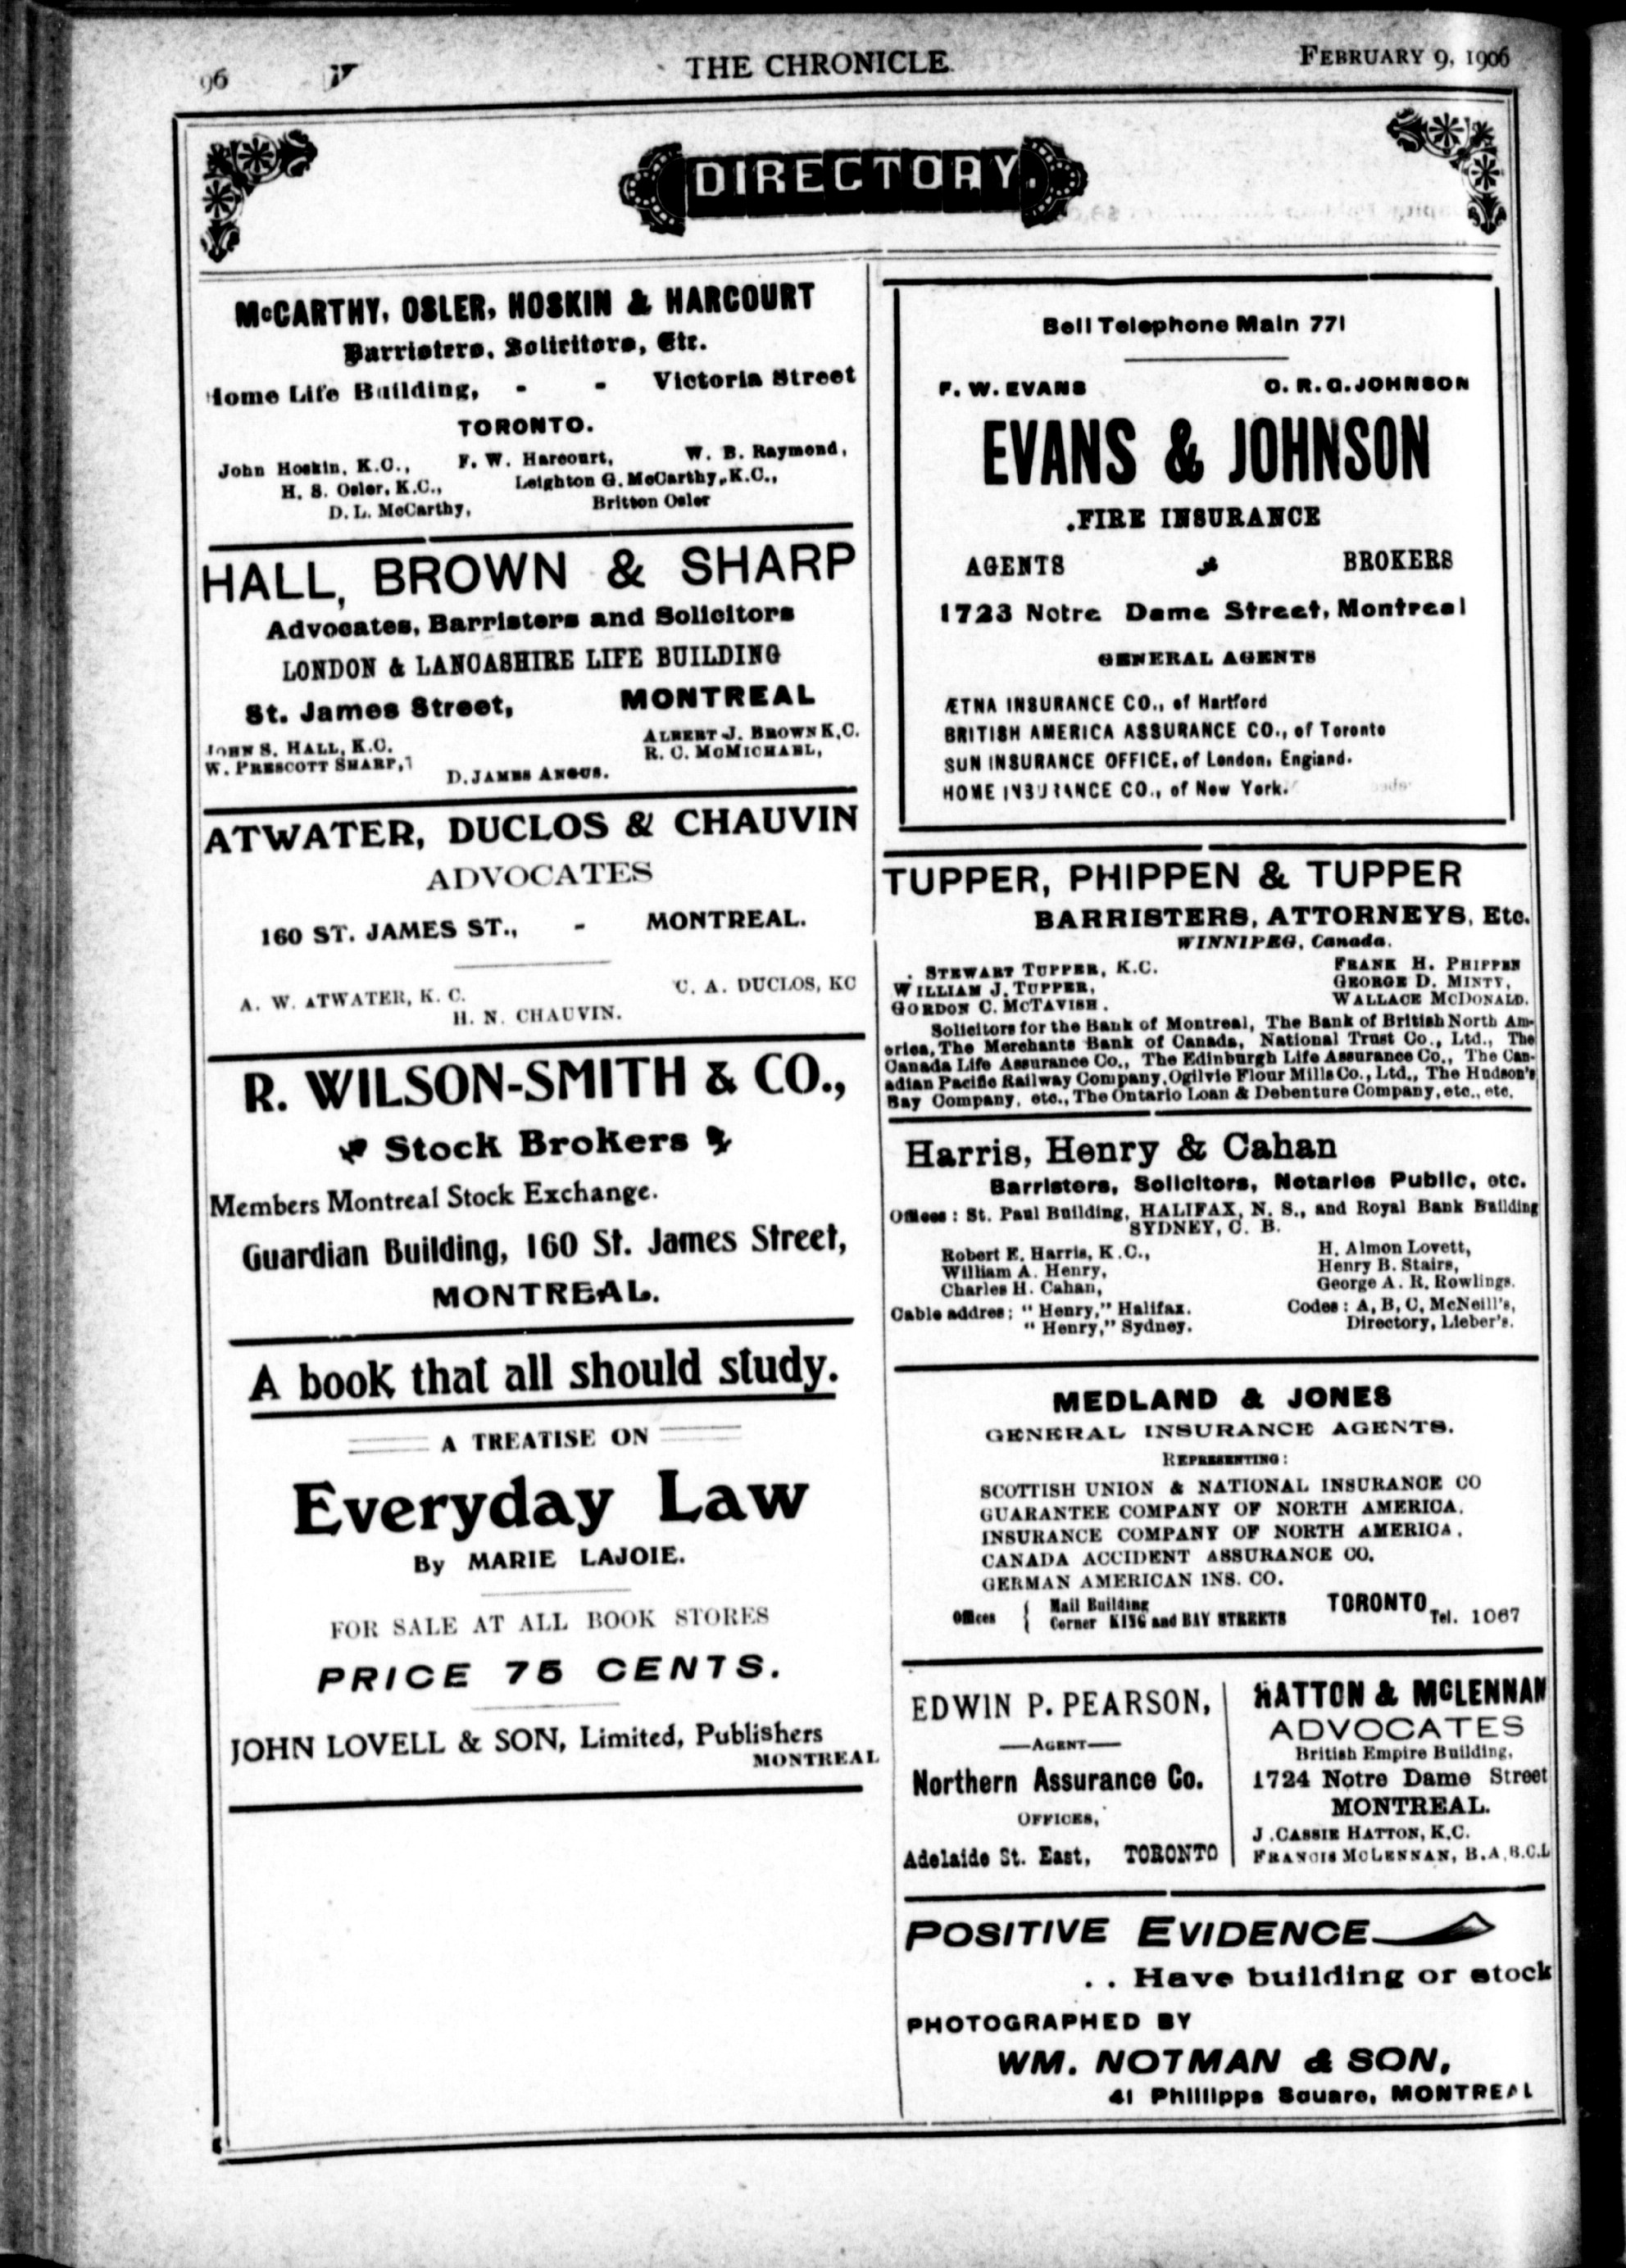 96 THE CHRONICLE. FEBRUARY 9, 1906
DIRECTORY.
McCARTHY, OSLER, HOSKIN & HARCOURT
Barristers, Solicitors, Etc.
Home Life Building, - - Victoria Street
TORONTO.
John Hoskin, K.C., F. W. Harcourt, W. B. Raymond,
H. S. Osler, K.C., Leighton G. McCarthy, K.C.,
D. L. McCarthy, Britton Osler
HALL, BROWN & SHARP
Advocates, Barristers and Solicitors
LONDON & LANCASHIRE LIFE BUILDING
St. James Street, MONTREAL
JOHN S. HALL, K.C. ALBERT J. BROWN K.C.
W. PRESCOTT SHARP, R. C. McMICHAEL,
D. JAMES ANGUS.
ATWATER, DUCLOS & CHAUVIN
ADVOCATES
160 ST. JAMES ST., - MONTREAL.
A. W. ATWATER, K. C. C. A. DUCLOS, KC
H. N. CHAUVIN.
R. WILSON-SMITH & CO.,
Stock Brokers
Members Montreal Stock Exchange.
Guardian Building, 160 St. James Street,
MONTREAL.
A book that all should study.
A TREATISE ON
Everyday Law
By MARIE LAJOIE.
FOR SALE AT ALL BOOK STORES
PRICE 75 CENTS.
JOHN LOVELL & SON, Limited, Publishers
MONTREAL
Bell Telephone Main 771
F. W. EVANS C. R. G. JOHNSON
EVANS & JOHNSON
.FIRE INSURANCE
AGENTS BROKERS
1723 Notre Dame Street, Montreal
GENERAL AGENTS
ÆTNA INSURANCE CO., of Hartford
BRITISH AMERICA ASSURANCE CO., of Toronto
SUN INSURANCE OFFICE, of London, England.
HOME INSURANCE CO., of New York.
TUPPER, PHIPPEN & TUPPER
BARRISTERS, ATTORNEYS, Etc.
WINNIPEG, Canada.
. STEWART TUPPER, K.C. FRANK H. PHIPPEN
WILLIAM J. TUPPER, GEORGE D. MINTY,
GORDON C. McTAVISH. WALLACE McDONALD.
Solicitors for the Bank of Montreal, The Bank of British North Am-
erica, The Merchants Bank of Canada, National Trust Co., Ltd., The
Canada Life Assurance Co., The Edinburgh Life Assurance Co., The Can-
adian Pacific Railway Company, Ogilvie Flour Mills Co., Ltd., The Hudson's
Bay Company, etc., The Ontario Loan & Debenture Company, etc., etc.
Harris, Henry & Cahan
Barristers, Solicitors, Notaries Public, etc.
Offices : St. Paul Building, HALIFAX, N. S., and Royal Bank Building
SYDNEY, C. B.
Robert E. Harris, K.C., H. Almon Lovett,
William A. Henry, Henry B. Stairs,
Charles H. Cahan, George A. R. Rowlings.
Cable addres: " Henry," Halifax. Codes : A, B, C, McNeill's,
" Henry," Sydney. Directory, Lieber's.
MEDLAND & JONES
GENERAL INSURANCE AGENTS.
REPRESENTING :
SCOTTISH UNION & NATIONAL INSURANCE CO
GUARANTEE COMPANY OF NORTH AMERICA.
INSURANCE COMPANY OF NORTH AMERICA.
CANADA ACCIDENT ASSURANCE CO.
GERMAN AMERICAN INS. CO.
Offices { Mail Building TORONTO
Corner KING and BAY STREETS Tel. 1067
EDWIN P. PEARSON,
—AGENT—
Northern Assurance Co.
OFFICES,
Adelaide St. East, TORONTO
HATTON & McLENNAN
ADVOCATES
British Empire Building,
1724 Notre Dame Street
MONTREAL.
J. CASSIE HATTON, K.C.
FRANCIS McLENNAN, B.A.B.C.L
POSITIVE EVIDENCE
. . Have building or stock
PHOTOGRAPHED BY
WM. NOTMAN & SON,
41 Phillipps Square, MONTREAL